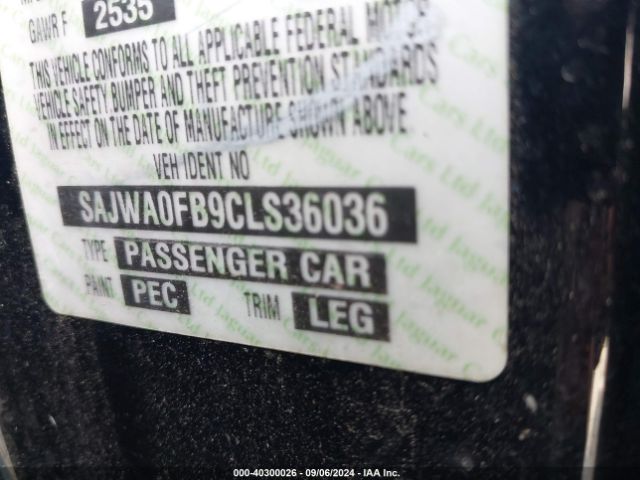 GAWR F 2535
THIS VEHICLE CONFORMS TO ALL APPLICABLE FEDERAL MOTOR
VEHICLE SAFETY BUMPER AND THEFT PREVENTION STANDARDS
IN EFFECT ON THE DATE OF MANUFACTURE SHOWN ABOVE
VEH IDENT NO
SAJWA0FB9CLS36036
TYPE PASSENGER CAR
PAINT PEC TRIM LEG
000-40300026 - 09/06/2024 - IAA Inc.